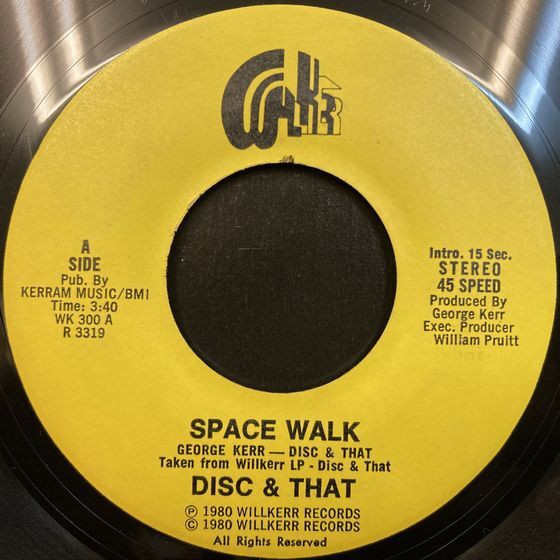 WILLKERR
A
SIDE
Pub. By
KERRAM MUSIC/BMI
Time: 3:40
WK 300 A
R 3319
Intro. 15 Sec.
STEREO
45 SPEED
Produced By
George Kerr
Exec. Producer
William Pruitt
SPACE WALK
GEORGE KERR — DISC & THAT
Taken from Willkerr LP - Disc & That
DISC & THAT
Ⓟ 1980 WILLKERR RECORDS
© 1980 WILLKERR RECORDS
All Rights Reserved